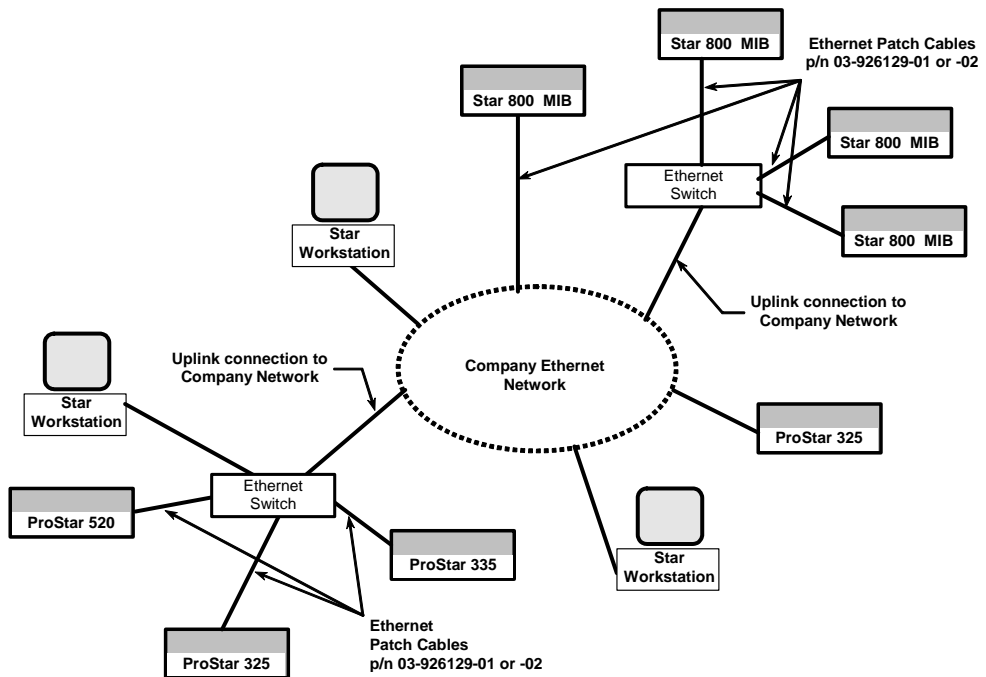 Star 800  MIB
Ethernet Patch Cables
p/n 03-926129-01 or -02
Star 800  MIB
Star 800  MIB
Ethernet
Switch
Star 800  MIB
Star
Workstation
Uplink connection to
Company Network
Uplink connection to
Company Network
Company Ethernet
Network
Star
Workstation
ProStar 325
Ethernet
Switch
ProStar 520
ProStar 335
Star
Workstation
Ethernet
Patch Cables
p/n 03-926129-01 or -02
ProStar 325